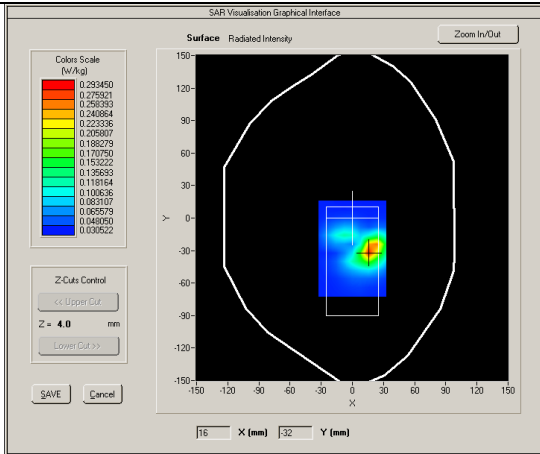 SAR Visualisation Graphical Interface
Surface Radiated Intensity
Zoom In/Out
Colors Scale
(W/kg)
0.293450
0.275921
0.258393
0.240864
0.223336
0.205807
0.188279
0.170750
0.153222
0.135693
0.118164
0.100636
0.083107
0.065579
0.048050
0.030522
150
120
90
60
30
0
-30
-60
-90
-120
-150
Y
-150 -120 -90 -60 -30 0 30 60 90 120 150
X
Z-Cuts Control
<< Upper Cut
Z = 4.0 mm
Lower Cut >>
SAVE Cancel
16 X (mm) -32 Y (mm)